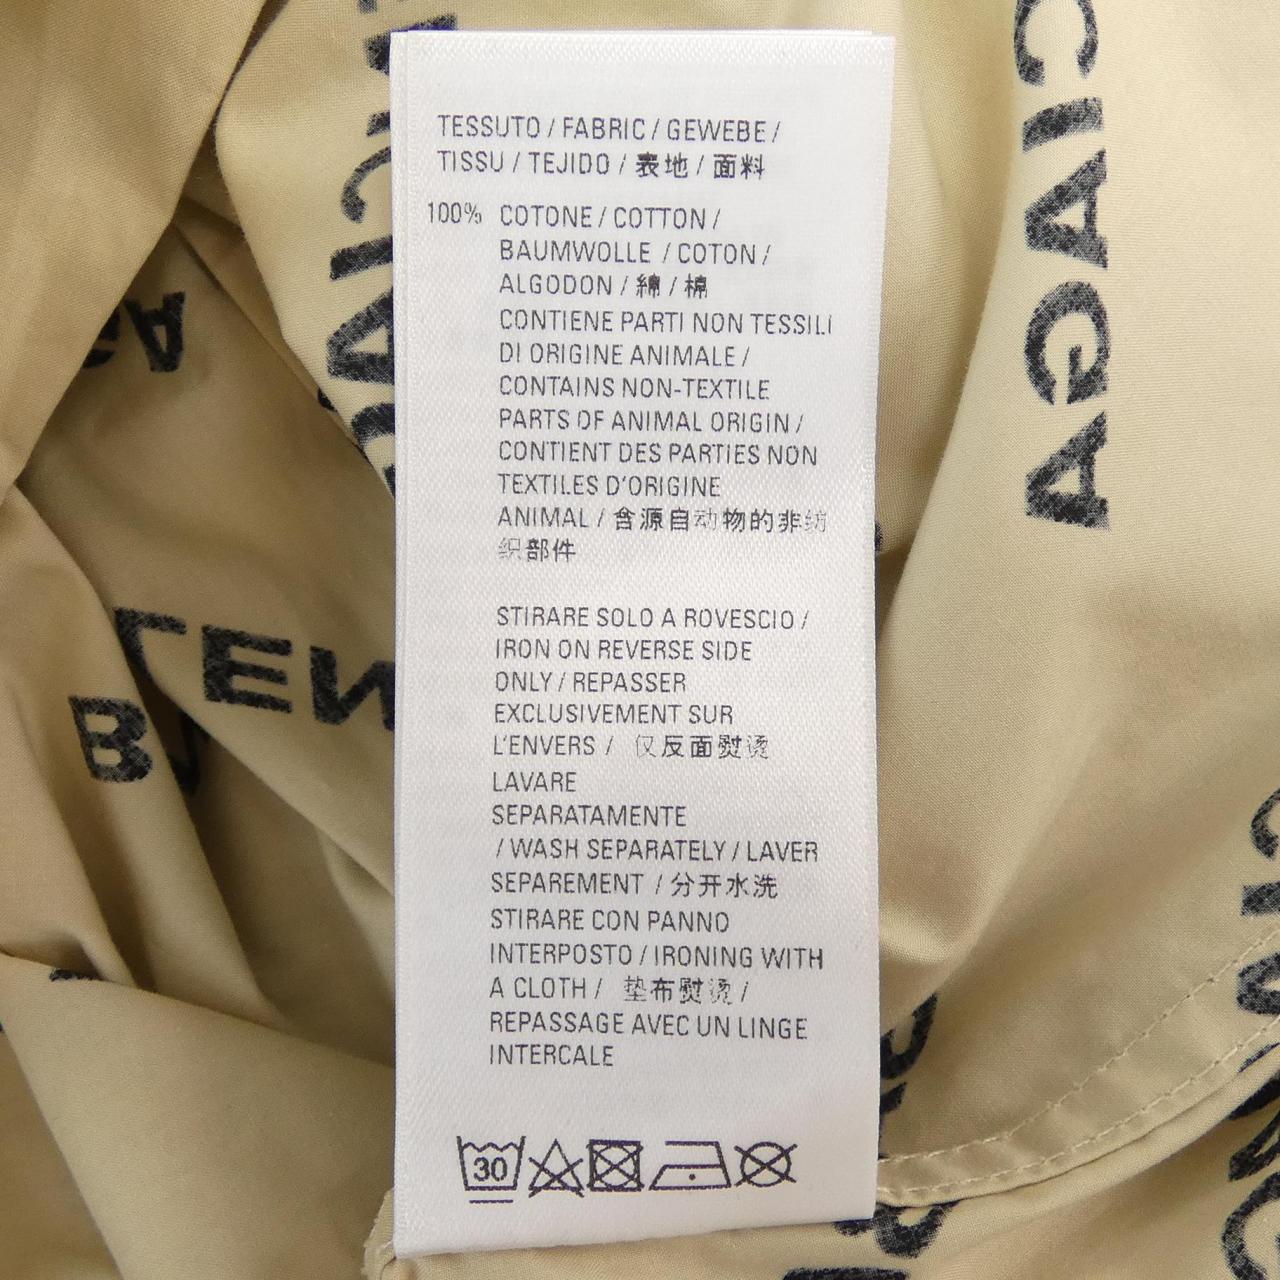 TESSUTO / FABRIC / GEWEBE /
TISSU / TEJIDO / 表地 / 面料
100% COTONE / COTTON /
BAUMWOLLE / COTON /
ALGODON / 綿 / 棉
CONTIENE PARTI NON TESSILI
DI ORIGINE ANIMALE /
CONTAINS NON-TEXTILE
PARTS OF ANIMAL ORIGIN /
CONTIENT DES PARTIES NON
TEXTILES D'ORIGINE
ANIMAL / 含源自动物的非纺
织部件
STIRARE SOLO A ROVESCIO /
IRON ON REVERSE SIDE
ONLY / REPASSER
EXCLUSIVEMENT SUR
L'ENVERS / 仅反面熨烫
LAVARE
SEPARATAMENTE
/ WASH SEPARATELY / LAVER
SEPAREMENT / 分开水洗
STIRARE CON PANNO
INTERPOSTO / IRONING WITH
A CLOTH / 垫布熨烫 /
REPASSAGE AVEC UN LINGE
INTERCALE
30